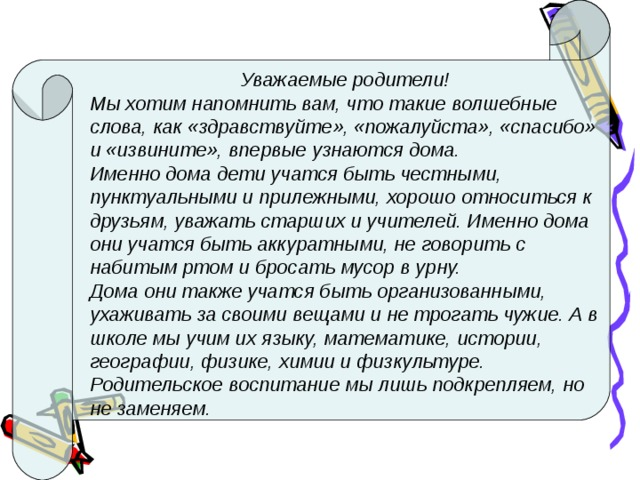 Уважаемые родители!
Мы хотим напомнить вам, что такие волшебные
слова, как «здравствуйте», «пожалуйста», «спасибо»
и «извините», впервые узнаются дома.
Именно дома дети учатся быть честными,
пунктуальными и прилежными, хорошо относиться к
друзьям, уважать старших и учителей. Именно дома
они учатся быть аккуратными, не говорить с
набитым ртом и бросать мусор в урну.
Дома они также учатся быть организованными,
ухаживать за своими вещами и не трогать чужие. А в
школе мы учим их языку, математике, истории,
географии, физике, химии и физкультуре.
Родительское воспитание мы лишь подкрепляем, но
не заменяем.